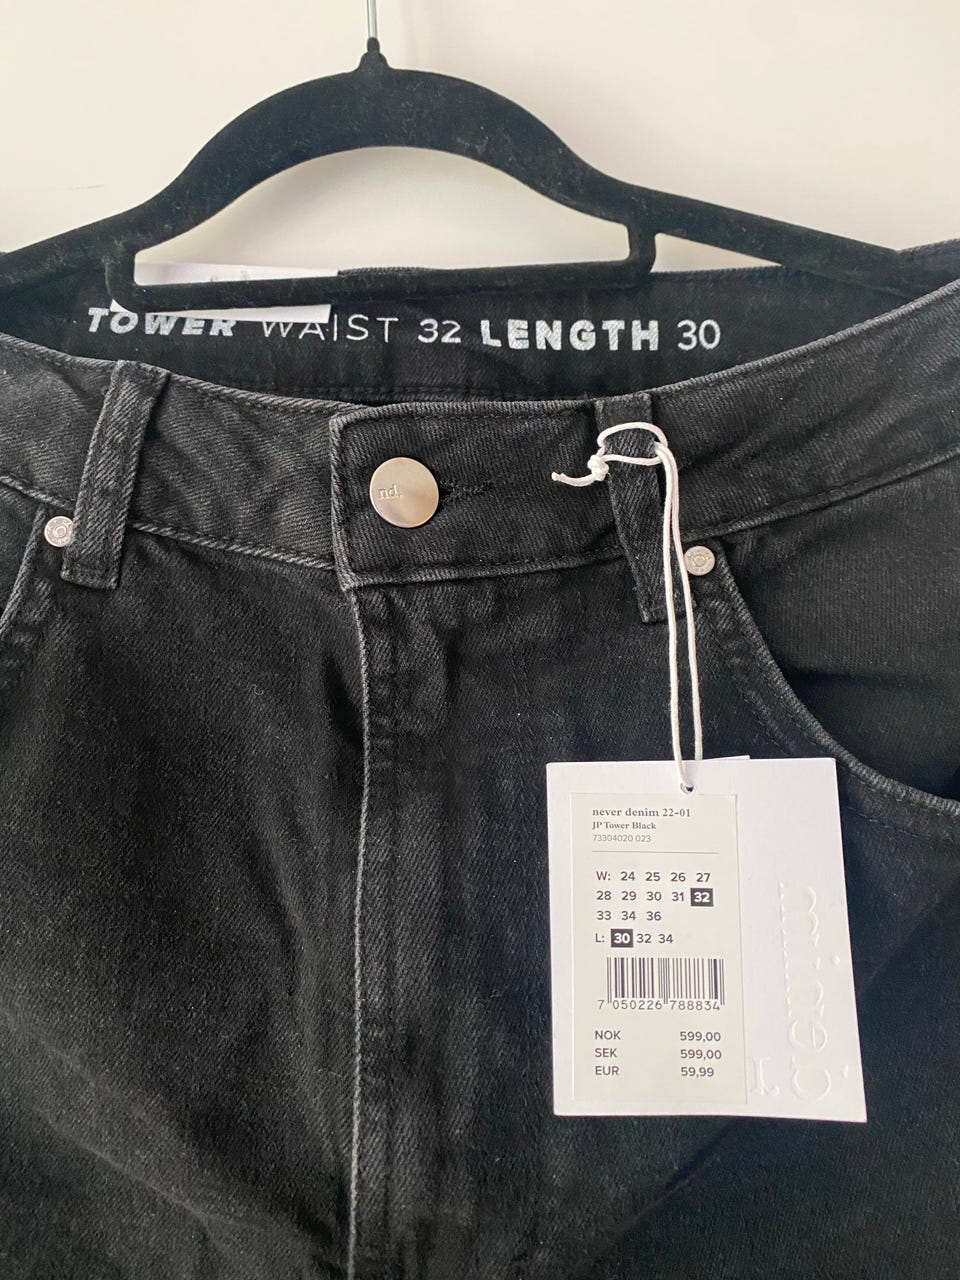 TOWER WAIST 32 LENGTH 30
nd.
never denim 22-01
JP Tower Black
73304020 023
W: 24 25 26 27
28 29 30 31 32
33 34 36
L: 30 32 34
7 050226 788834
NOK 599,00
SEK 599,00
EUR 59,99
denim